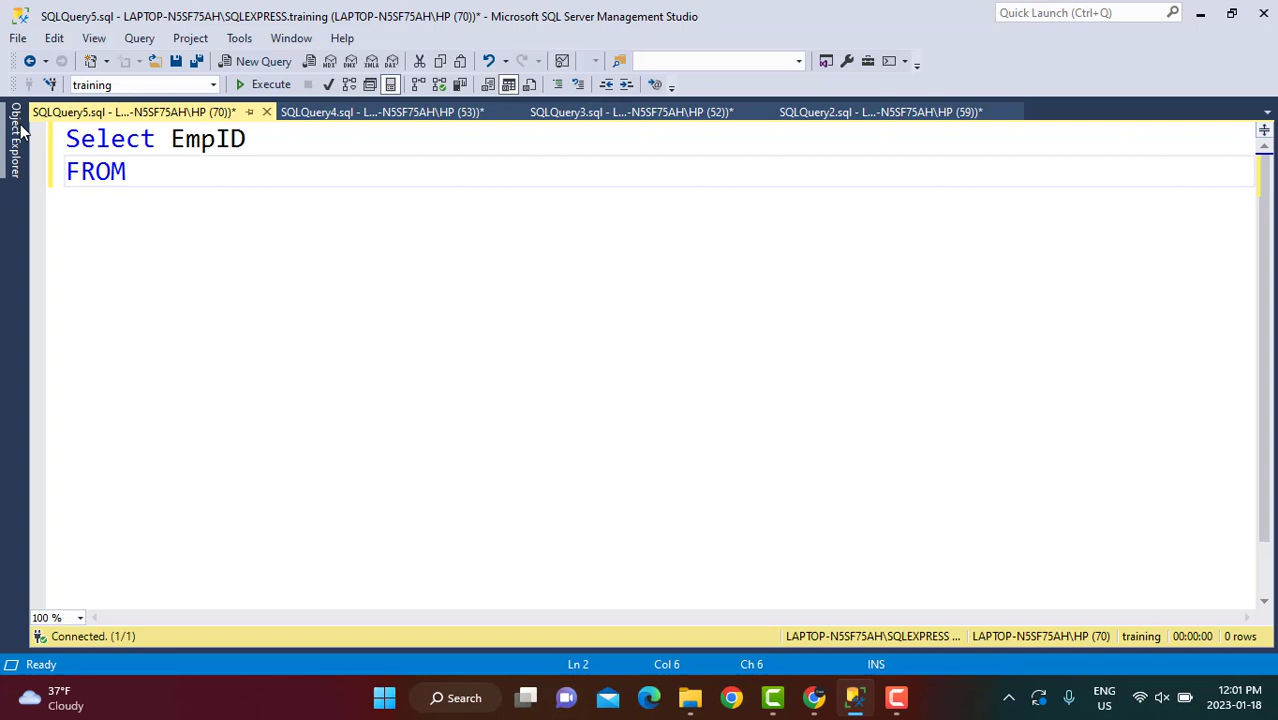 SQLQuery5.sql - LAPTOP-N5SF75AH\SQLEXPRESS.training (LAPTOP-N5SF75AH\HP (70))* - Microsoft SQL Server Management Studio
Quick Launch (Ctrl+Q)
File Edit View Query Project Tools Window Help
New Query
MDX DMX XMLA DAX
training
Execute
SQLQuery5.sql - L...-N5SF75AH\HP (70))*
SQLQuery4.sql - L...-N5SF75AH\HP (53))*
SQLQuery3.sql - L...-N5SF75AH\HP (52))*
SQLQuery2.sql - L...-N5SF75AH\HP (59))*
Object Explorer
Select EmpID
FROM
100 %
Connected. (1/1)
LAPTOP-N5SF75AH\SQLEXPRESS ...
LAPTOP-N5SF75AH\HP (70)
training
00:00:00
0 rows
Ready
Ln 2
Col 6
Ch 6
INS
37°F
Cloudy
Search
ENG
US
12:01 PM
2023-01-18